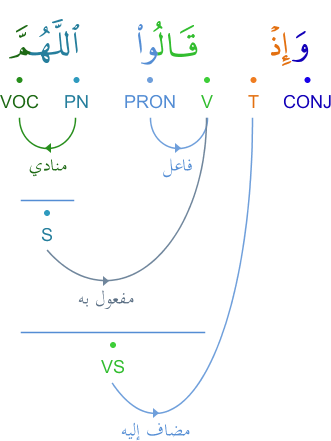 وَإِذْ قَالُوا۟ ٱللَّهُمَّ
VOC PN PRON V T CONJ
منادي فاعل
S
مفعول به
VS
مضاف إليه